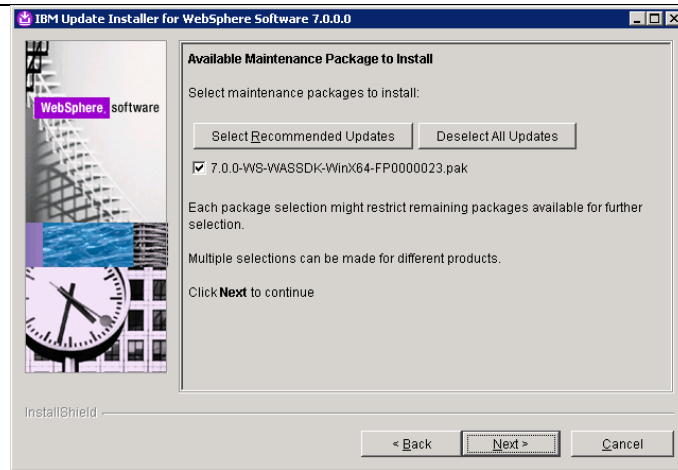 IBM Update Installer for WebSphere Software 7.0.0.0
WebSphere. software
Available Maintenance Package to Install
Select maintenance packages to install:
Select Recommended Updates
Deselect All Updates
7.0.0-WS-WASSDK-WinX64-FP0000023.pak
Each package selection might restrict remaining packages available for further
selection.
Multiple selections can be made for different products.
Click Next to continue
InstallShield
< Back
Next >
Cancel